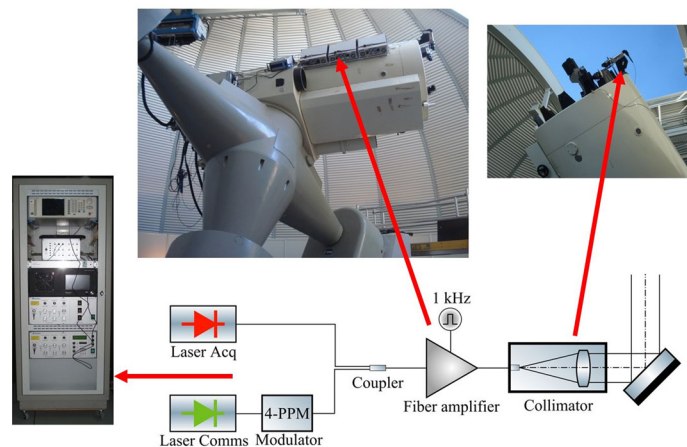 1 kHz
Laser Acq
Coupler
Fiber amplifier
Collimator
4-PPM
Laser Comms
Modulator